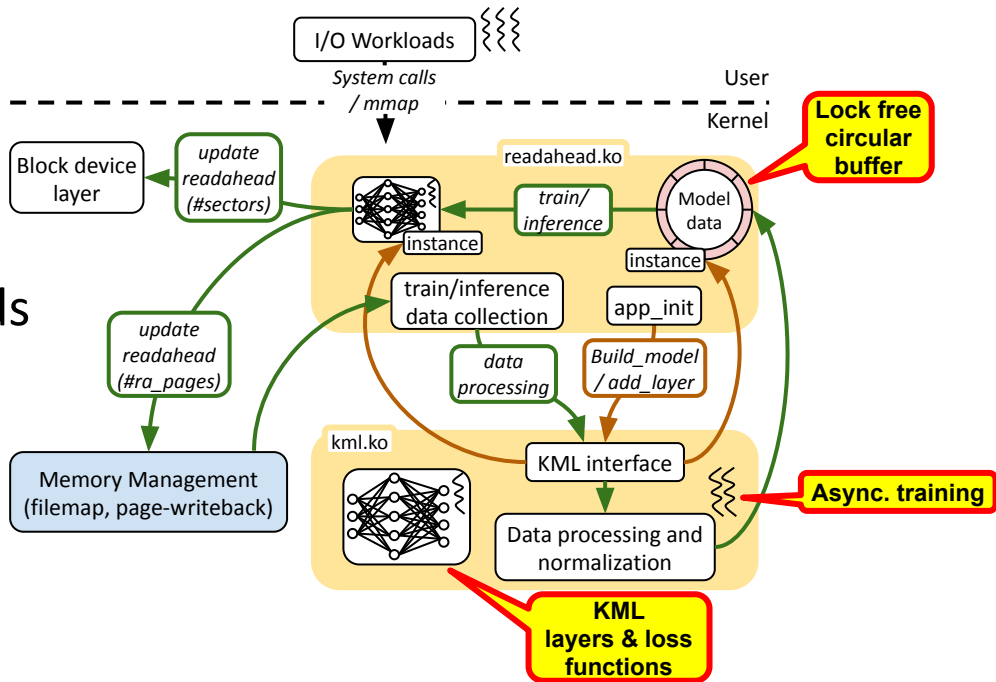 I/O Workloads
System calls
/ mmap
User
Kernel
Lock free
circular
buffer
readahead.ko
Block device
layer
update
readahead
(#sectors)
train/
inference
Model
data
instance
instance
train/inference
data collection
app_init
ls
update
readahead
(#ra_pages)
data
processing
Build_model
/ add_layer
kml.ko
KML interface
Memory Management
(filemap, page-writeback)
Async. training
Data processing and
normalization
KML
layers & loss
functions